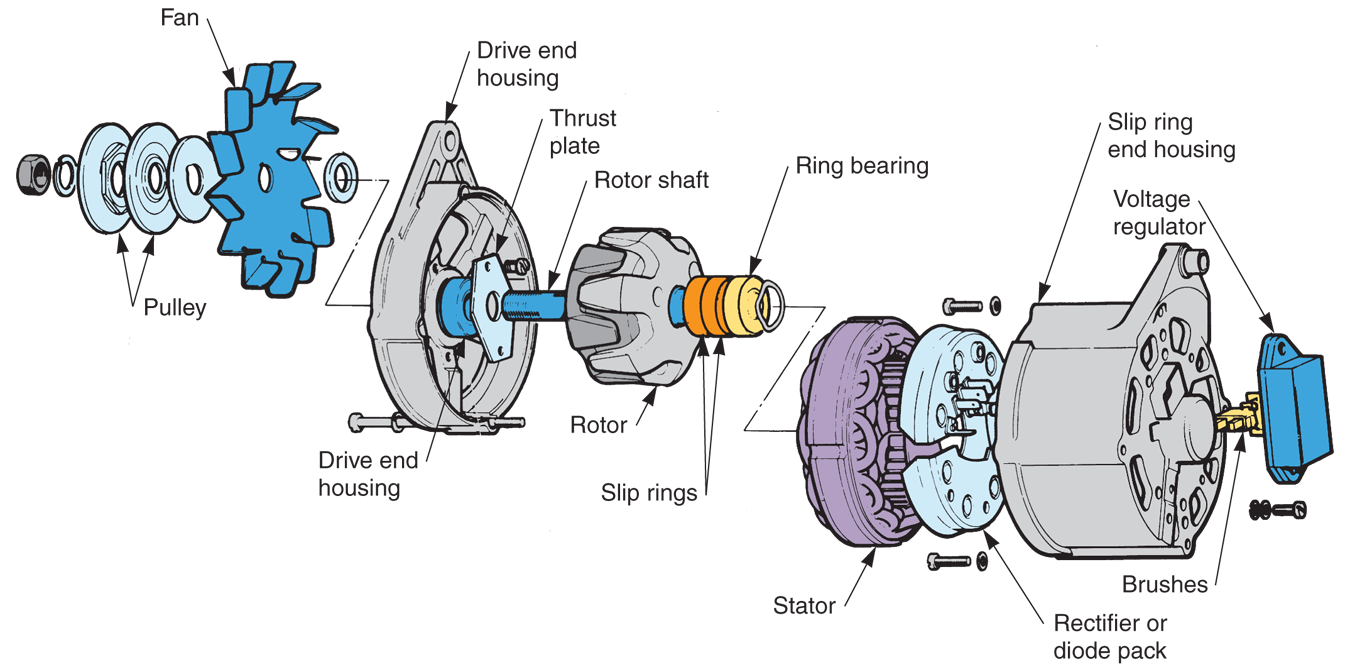 Fan
Drive end
housing
Thrust
plate
Rotor shaft
Ring bearing
Slip ring
end housing
Voltage
regulator
Pulley
Rotor
Drive end
housing
Slip rings
Stator
Brushes
Rectifier or
diode pack